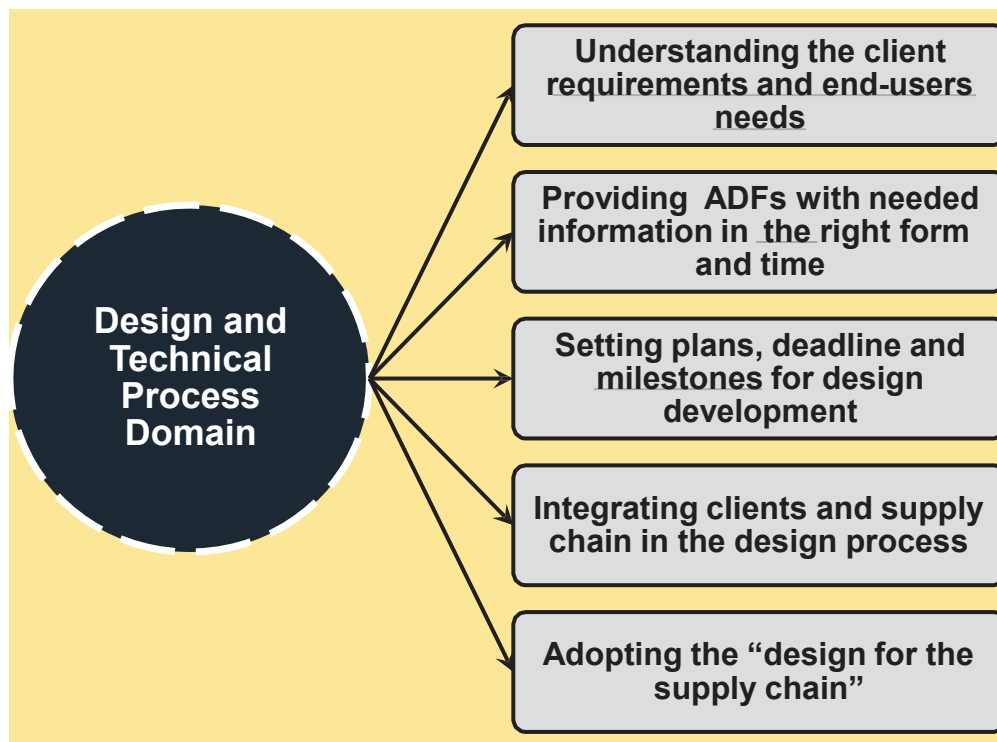 Understanding the client
requirements and end-users
needs
Providing ADFs with needed
information in the right form
and time
Design and
Technical
Process
Domain
Setting plans, deadline and
milestones for design
development
Integrating clients and supply
chain in the design process
Adopting the “design for the
supply chain”